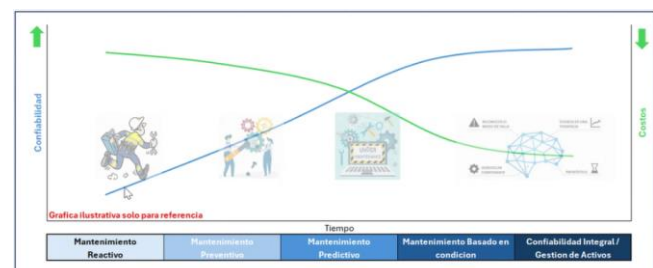 Confiabilidad
Costos
Grafica ilustrativa solo para referencia
Tiempo
Mantenimiento
Reactivo
Mantenimiento
Preventivo
Mantenimiento
Predictivo
Mantenimiento Basado en
condicion
Confiabilidad Integral /
Gestion de Activos